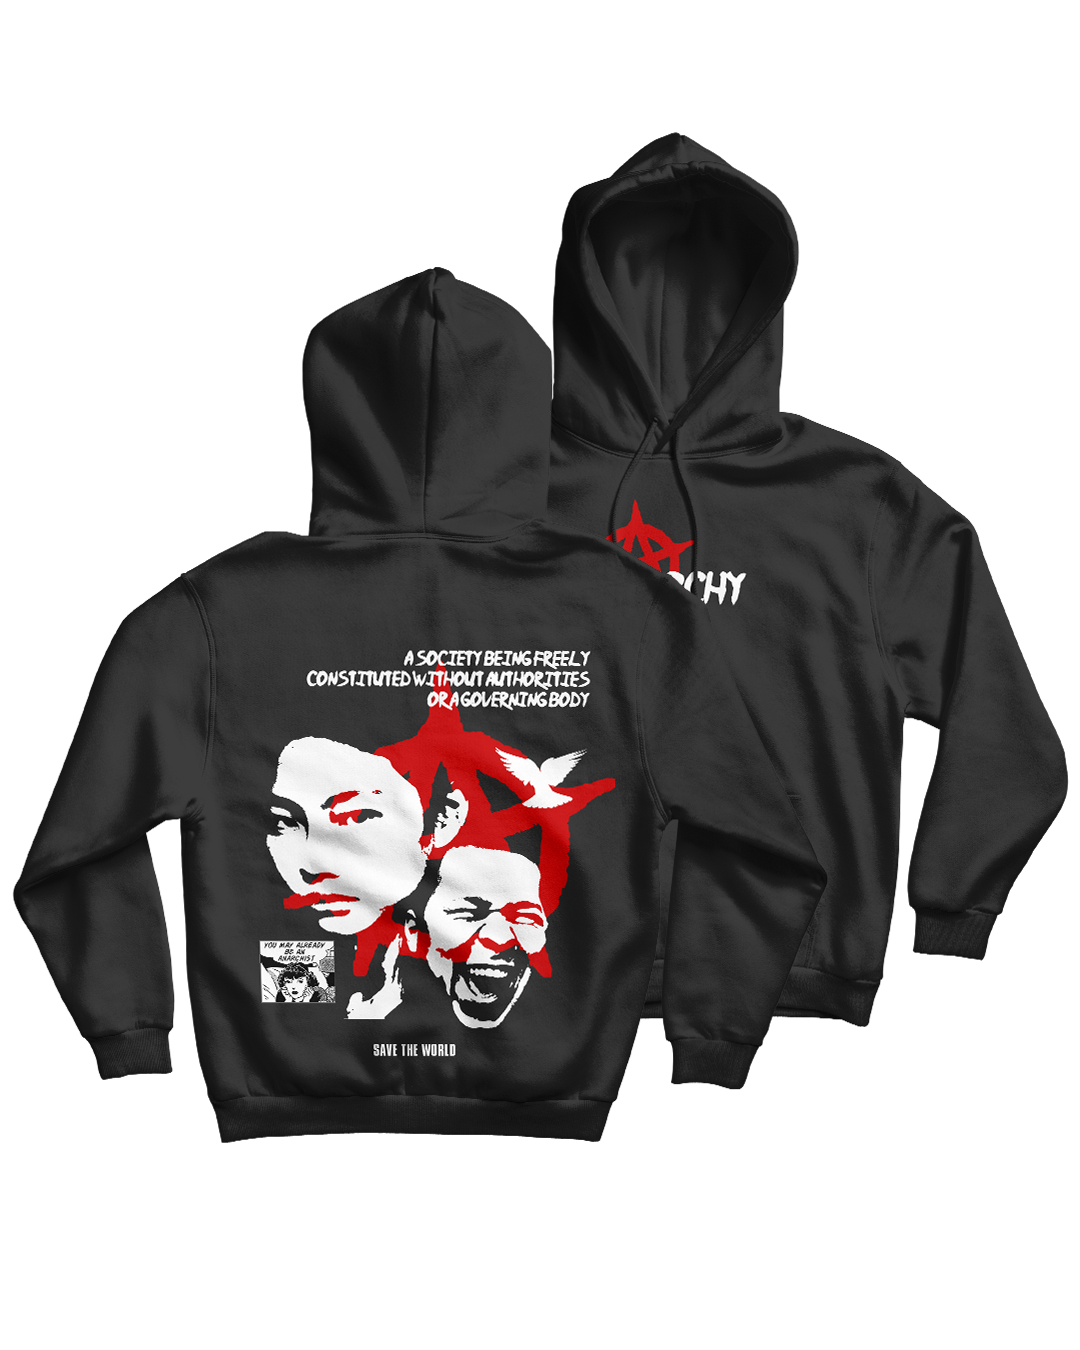 A SOCIETY BEING FREELY
CONSTITUTED WITHOUT AUTHORITIES
OR A GOVERNING BODY
YOU MAY ALREADY
BE AN
ANARCHIST
SAVE THE WORLD